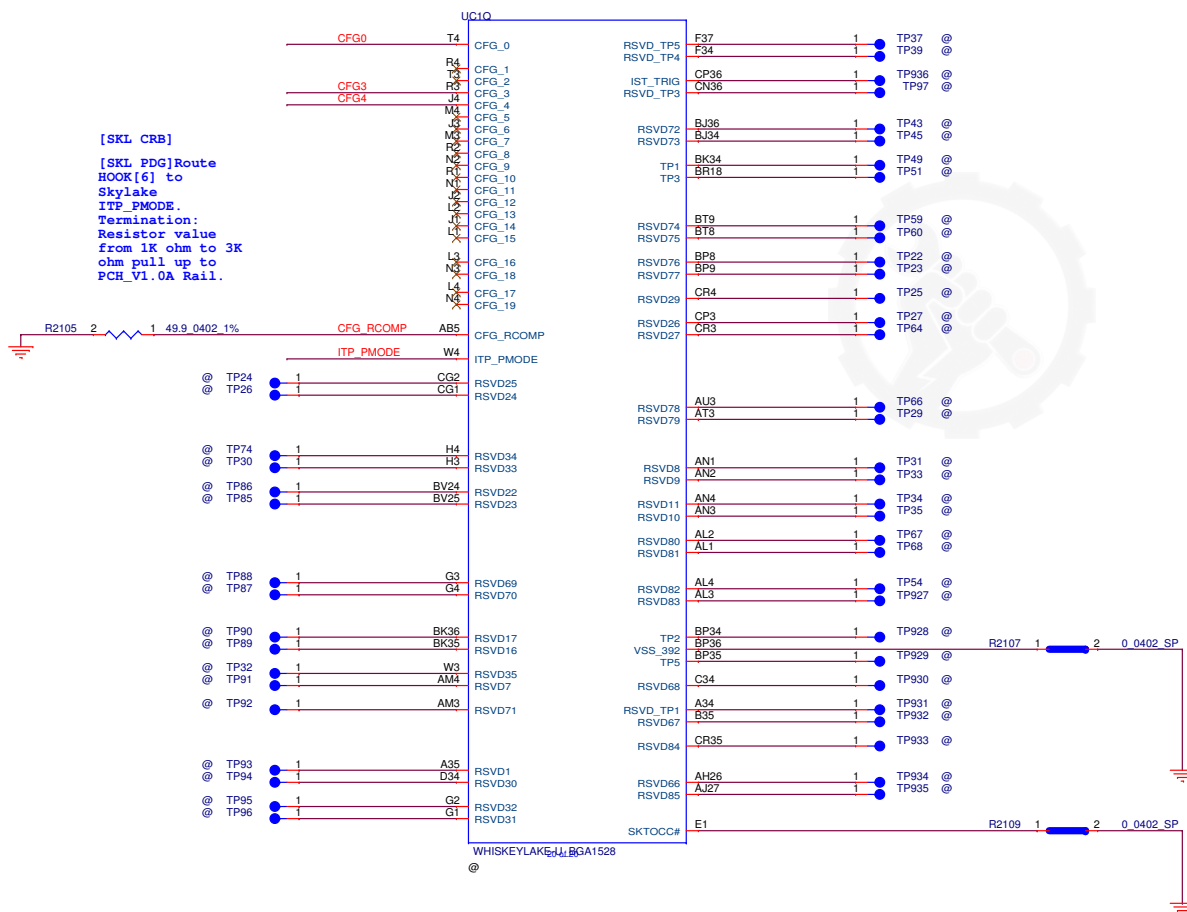 UC1Q
CFG0 T4 CFG_0
R4 CFG_1
T3 CFG_2
CFG3 R3 CFG_3
CFG4 J4 CFG_4
M4 CFG_5
J3 CFG_6
M3 CFG_7
R2 CFG_8
N2 CFG_9
R1 CFG_10
N1 CFG_11
J2 CFG_12
L2 CFG_13
J1 CFG_14
L1 CFG_15
L3 CFG_16
N3 CFG_18
L4 CFG_17
N4 CFG_19
[SKL CRB]
[SKL PDG]Route
HOOK[6] to
Skylake
ITP_PMODE.
Termination:
Resistor value
from 1K ohm to 3K
ohm pull up to
PCH_V1.0A Rail.
R2105 2 1 49.9_0402_1% CFG_RCOMP AB5 CFG_RCOMP
ITP_PMODE W4 ITP_PMODE
@ TP24 1 CG2 RSVD25
@ TP26 1 CG1 RSVD24
@ TP74 1 H4 RSVD34
@ TP30 1 H3 RSVD33
@ TP86 1 BV24 RSVD22
@ TP85 1 BV25 RSVD23
@ TP88 1 G3 RSVD69
@ TP87 1 G4 RSVD70
@ TP90 1 BK36 RSVD17
@ TP89 1 BK35 RSVD16
@ TP32 1 W3 RSVD35
@ TP91 1 AM4 RSVD7
@ TP92 1 AM3 RSVD71
@ TP93 1 A35 RSVD1
@ TP94 1 D34 RSVD30
@ TP95 1 G2 RSVD32
@ TP96 1 G1 RSVD31
RSVD_TP5 F37 1 TP37 @
RSVD_TP4 F34 1 TP39 @
IST_TRIG CP36 1 TP936 @
RSVD_TP3 CN36 1 TP97 @
RSVD72 BJ36 1 TP43 @
RSVD73 BJ34 1 TP45 @
TP1 BK34 1 TP49 @
TP3 BR18 1 TP51 @
RSVD74 BT9 1 TP59 @
RSVD75 BT8 1 TP60 @
RSVD76 BP8 1 TP22 @
RSVD77 BP9 1 TP23 @
RSVD29 CR4 1 TP25 @
RSVD26 CP3 1 TP27 @
RSVD27 CR3 1 TP64 @
RSVD78 AU3 1 TP66 @
RSVD79 AT3 1 TP29 @
RSVD8 AN1 1 TP31 @
RSVD9 AN2 1 TP33 @
RSVD11 AN4 1 TP34 @
RSVD10 AN3 1 TP35 @
RSVD80 AL2 1 TP67 @
RSVD81 AL1 1 TP68 @
RSVD82 AL4 1 TP54 @
RSVD83 AL3 1 TP927 @
TP2 BP34 1 TP928 @
VSS_392 BP36 R2107 1 2 0_0402_SP
TP5 BP35 1 TP929 @
RSVD68 C34 1 TP930 @
RSVD_TP1 A34 1 TP931 @
RSVD67 B35 1 TP932 @
RSVD84 CR35 1 TP933 @
RSVD66 AH26 1 TP934 @
RSVD85 AJ27 1 TP935 @
SKTOCC# E1 R2109 1 2 0_0402_SP
WHISKEYLAKE-U_BGA1528
20 of 20
@